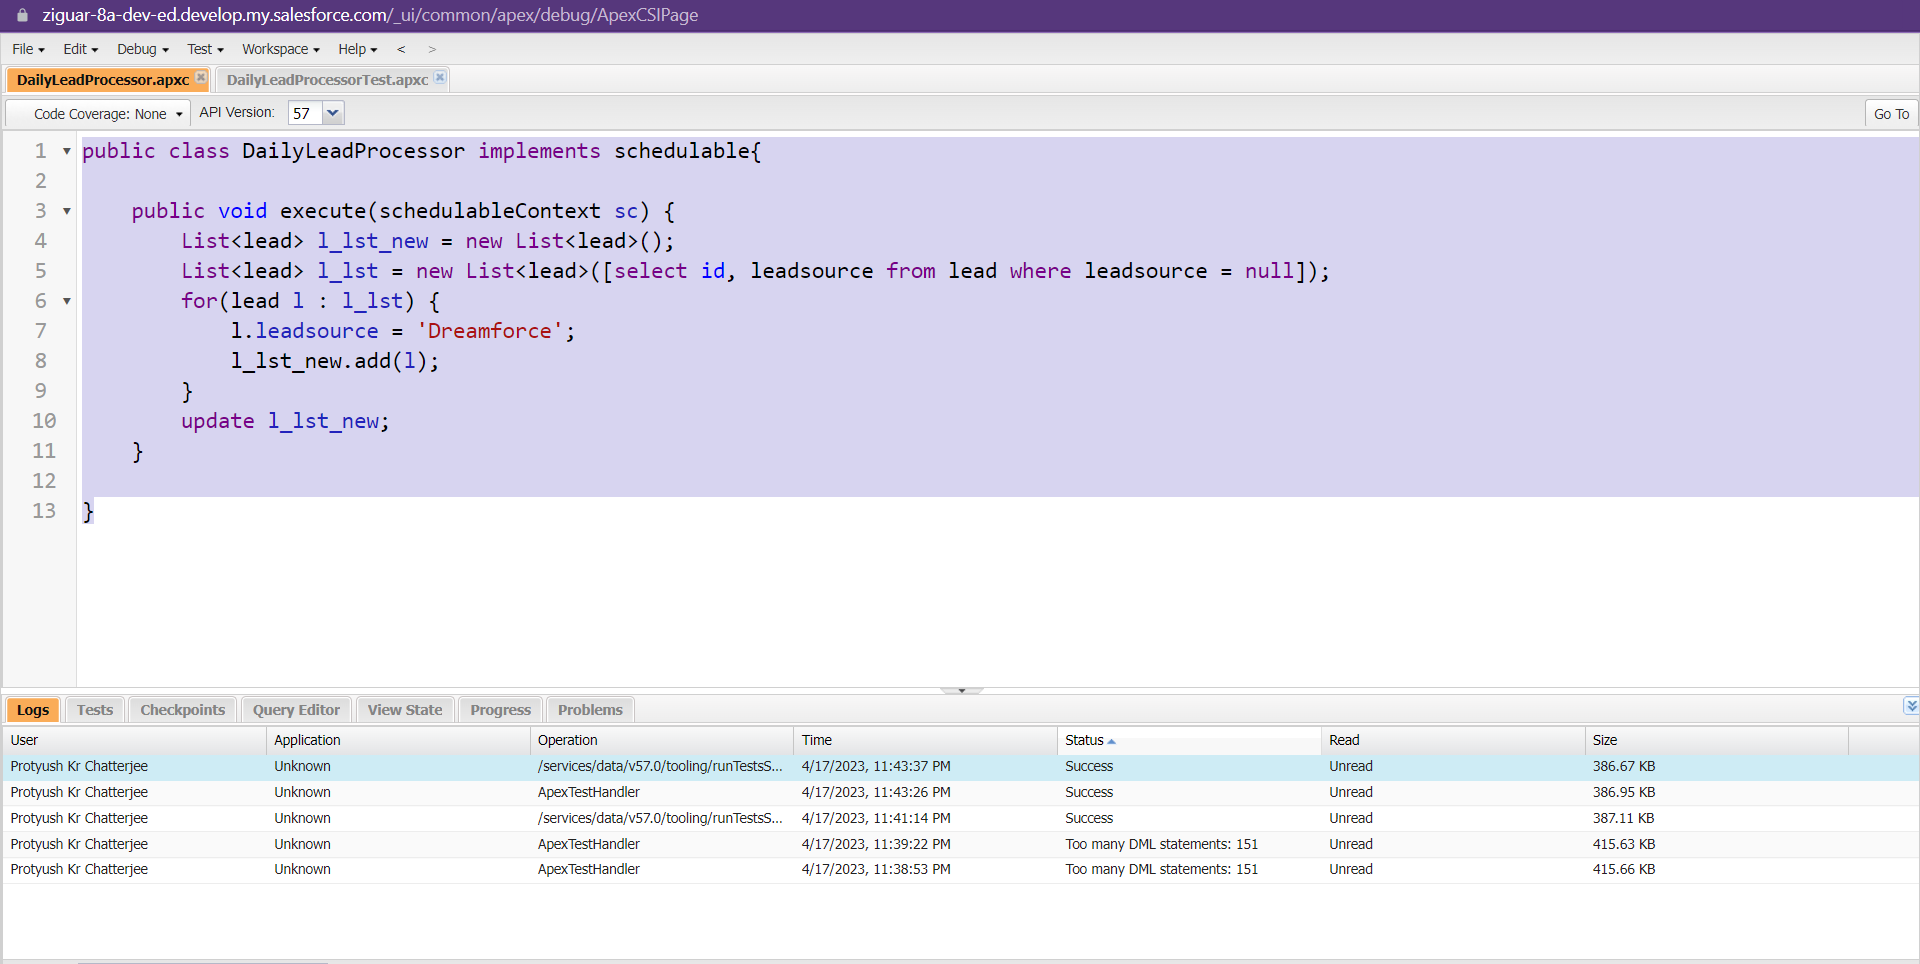 ziguar-8a-dev-ed.develop.my.salesforce.com/_ui/common/apex/debug/ApexCSIPage
File Edit Debug Test Workspace Help < >
DailyLeadProcessor.apxc DailyLeadProcessorTest.apxc
Code Coverage: None API Version: 57 Go To
1 public class DailyLeadProcessor implements schedulable{
2
3 public void execute(schedulableContext sc) {
4 List<lead> l_lst_new = new List<lead>();
5 List<lead> l_lst = new List<lead>([select id, leadsource from lead where leadsource = null]);
6 for(lead l : l_lst) {
7 l.leadsource = 'Dreamforce';
8 l_lst_new.add(l);
9 }
10 update l_lst_new;
11 }
12
13 }
Logs Tests Checkpoints Query Editor View State Progress Problems
User Application Operation Time Status Read Size
Protyush Kr Chatterjee Unknown /services/data/v57.0/tooling/runTestsS... 4/17/2023, 11:43:37 PM Success Unread 386.67 KB
Protyush Kr Chatterjee Unknown ApexTestHandler 4/17/2023, 11:43:26 PM Success Unread 386.95 KB
Protyush Kr Chatterjee Unknown /services/data/v57.0/tooling/runTestsS... 4/17/2023, 11:41:14 PM Success Unread 387.11 KB
Protyush Kr Chatterjee Unknown ApexTestHandler 4/17/2023, 11:39:22 PM Too many DML statements: 151 Unread 415.63 KB
Protyush Kr Chatterjee Unknown ApexTestHandler 4/17/2023, 11:38:53 PM Too many DML statements: 151 Unread 415.66 KB